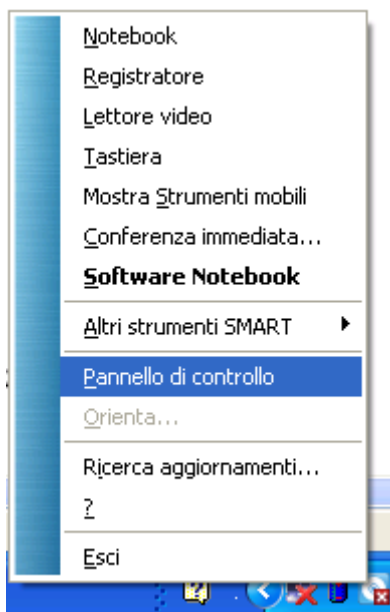 Notebook
Registratore
Lettore video
Tastiera
Mostra Strumenti mobili
Conferenza immediata...
Software Notebook
Altri strumenti SMART
Pannello di controllo
Orienta...
Ricerca aggiornamenti...
?
Esci